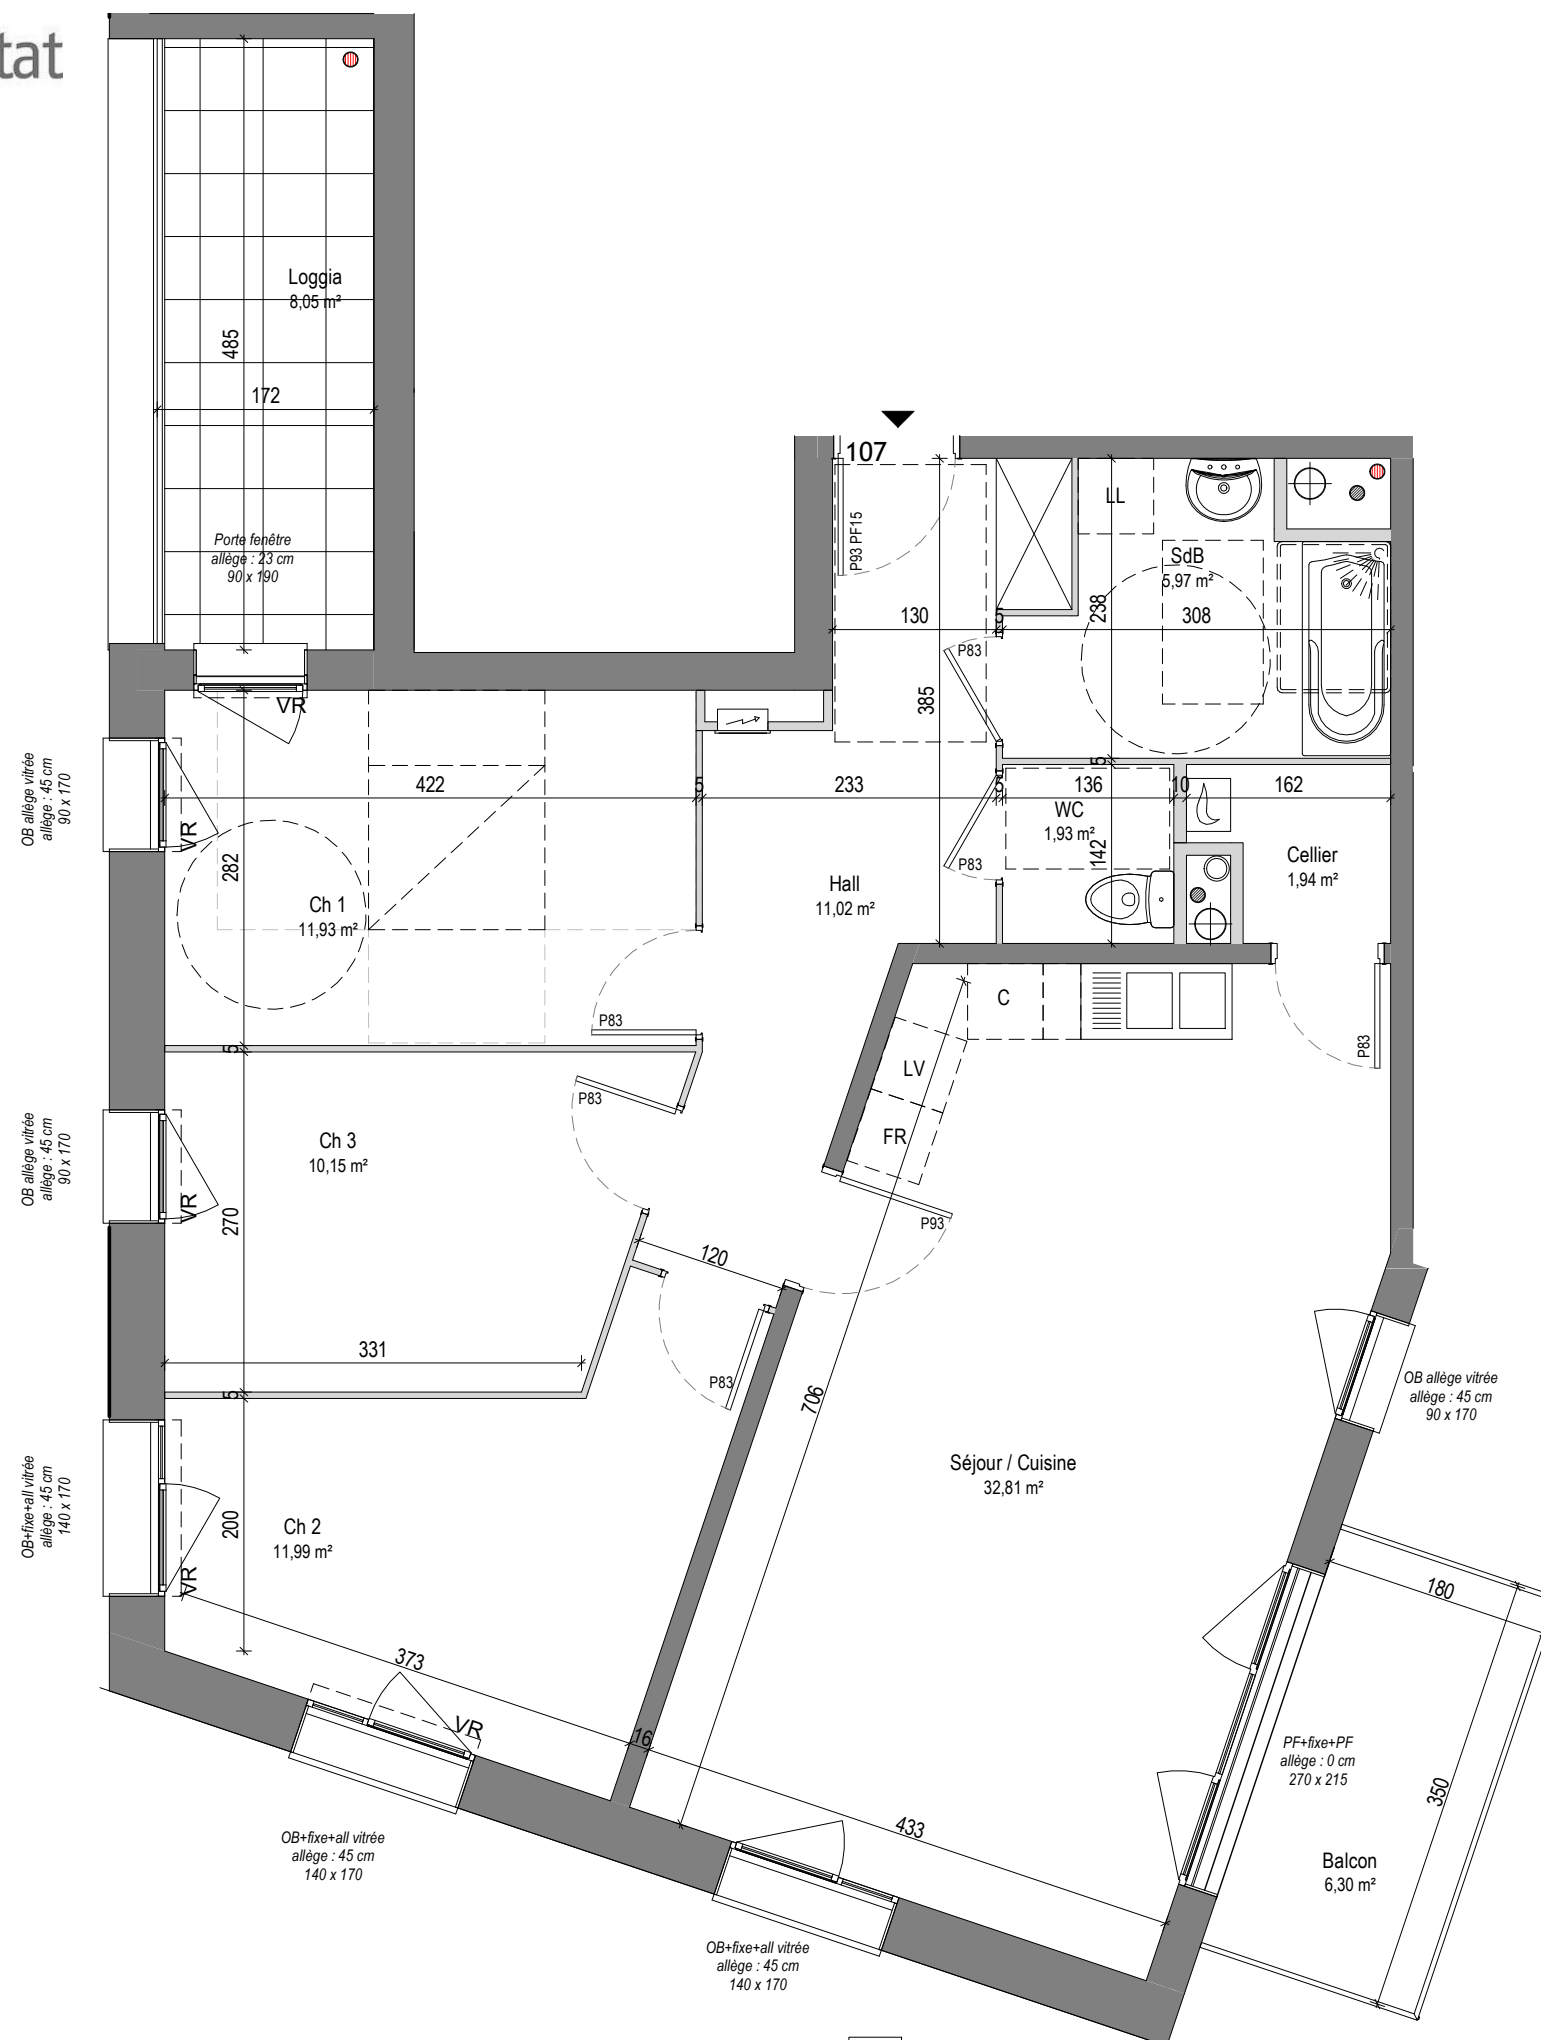 tat
Loggia
8,05 m²
485
172
Porte fenêtre
allège : 23 cm
90 x 190
107
P93 PF15
LL
SdB
5,97 m²
130
5
238
308
P83
385
VR
OB allège vitrée
allège : 45 cm
90 x 170
VR
422
5
233
5
136
5
10
162
WC
1,93 m²
142
P83
Cellier
1,94 m²
282
Ch 1
11,93 m²
Hall
11,02 m²
P83
C
P83
5
LV
P83
FR
OB allège vitrée
allège : 45 cm
90 x 170
VR
Ch 3
10,15 m²
270
P93
120
331
P83
5
706
OB allège vitrée
allège : 45 cm
90 x 170
Séjour / Cuisine
32,81 m²
OB+fixe+all vitrée
allège : 45 cm
140 x 170
VR
200
Ch 2
11,99 m²
180
373
VR
16
PF+fixe+PF
allège : 0 cm
270 x 215
350
433
OB+fixe+all vitrée
allège : 45 cm
140 x 170
Balcon
6,30 m²
OB+fixe+all vitrée
allège : 45 cm
140 x 170